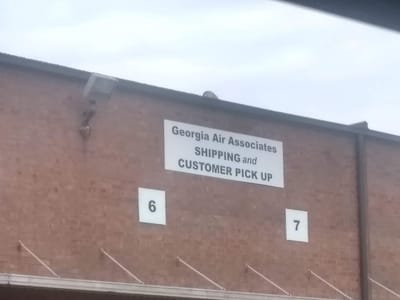 Georgia Air Associates
SHIPPING and
CUSTOMER PICK UP
6
7